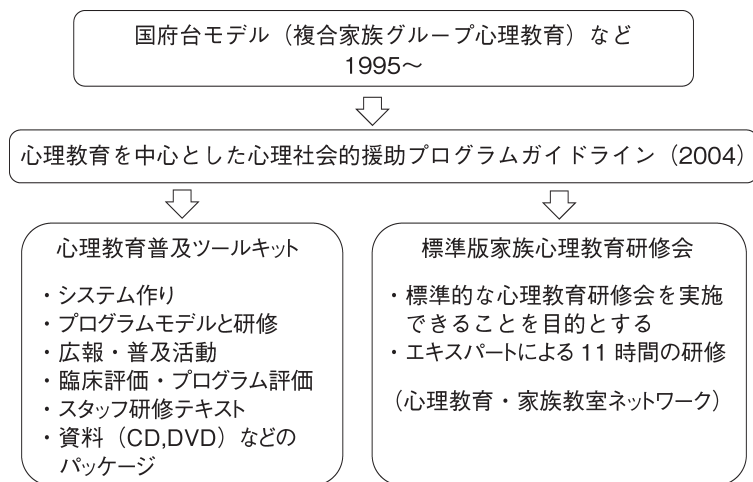 国府台モデル（複合家族グループ心理教育）など
1995～
心理教育を中心とした心理社会的援助プログラムガイドライン（2004）
心理教育普及ツールキット
・システム作り
・プログラムモデルと研修
・広報・普及活動
・臨床評価・プログラム評価
・スタッフ研修テキスト
・資料（CD,DVD）などの
パッケージ
標準版家族心理教育研修会
・標準的な心理教育研修会を実施
できることを目的とする
・エキスパートによる 11 時間の研修
（心理教育・家族教室ネットワーク）